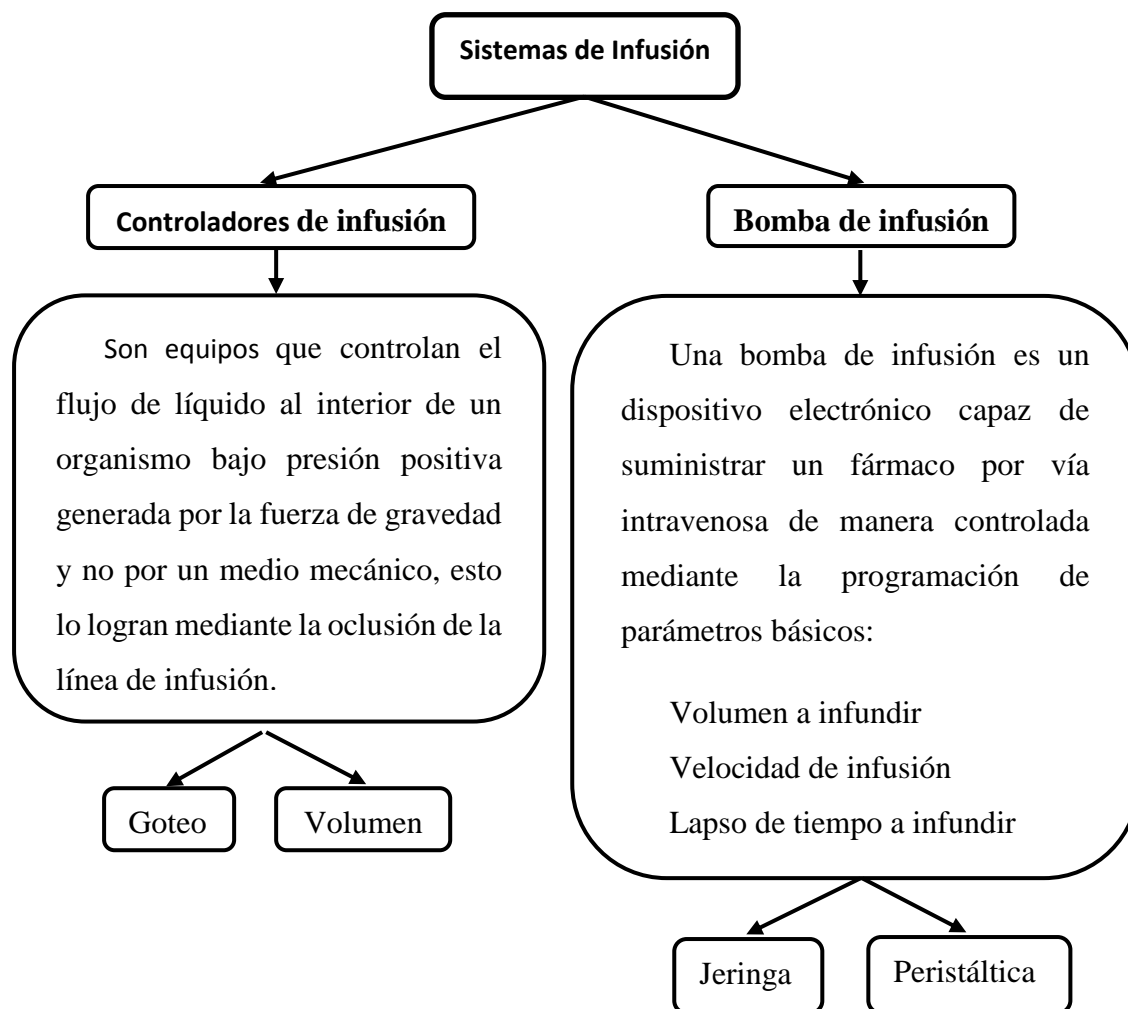 Sistemas de Infusión
Controladores de infusión
Bomba de infusión
Son equipos que controlan el
flujo de líquido al interior de un
organismo bajo presión positiva
generada por la fuerza de gravedad
y no por un medio mecánico, esto
lo logran mediante la oclusión de la
línea de infusión.
Una bomba de infusión es un
dispositivo electrónico capaz de
suministrar un fármaco por vía
intravenosa de manera controlada
mediante la programación de
parámetros básicos:
Volumen a infundir
Velocidad de infusión
Lapso de tiempo a infundir
Goteo
Volumen
Jeringa
Peristáltica